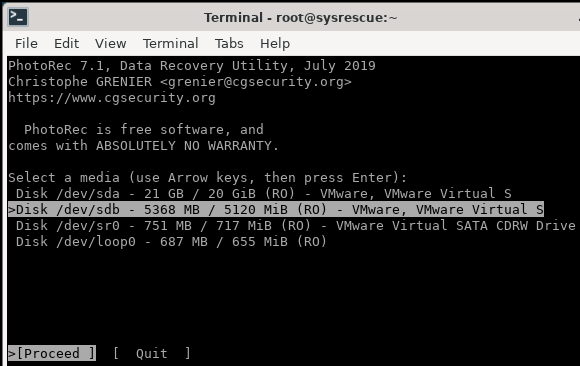 Terminal - root@sysrescue:~
File Edit View Terminal Tabs Help
PhotoRec 7.1, Data Recovery Utility, July 2019
Christophe GRENIER <grenier@cgsecurity.org>
https://www.cgsecurity.org
PhotoRec is free software, and
comes with ABSOLUTELY NO WARRANTY.
Select a media (use Arrow keys, then press Enter):
Disk /dev/sda - 21 GB / 20 GiB (RO) - VMware, VMware Virtual S
>Disk /dev/sdb - 5368 MB / 5120 MiB (RO) - VMware, VMware Virtual S
Disk /dev/sr0 - 751 MB / 717 MiB (RO) - VMware Virtual SATA CDRW Drive
Disk /dev/loop0 - 687 MB / 655 MiB (RO)
>[Proceed ]  [  Quit  ]